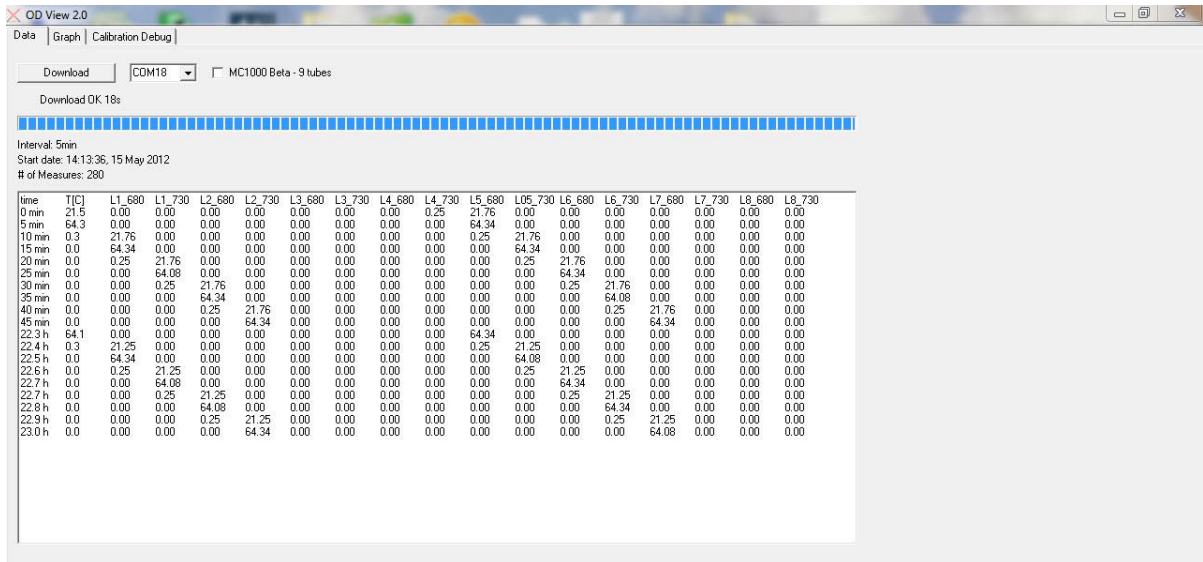 OD View 2.0
Data Graph Calibration Debug
Download COM18 MC1000 Beta - 9 tubes
Download OK 18s
Interval: 5min
Start date: 14:13:36, 15 May 2012
# of Measures: 280
time T[C] L1_680 L1_730 L2_680 L2_730 L3_680 L3_730 L4_680 L4_730 L5_680 L05_730 L6_680 L6_730 L7_680 L7_730 L8_680 L8_730
0 min 21.5 0.00 0.00 0.00 0.00 0.00 0.00 0.00 0.25 21.76 0.00 0.00 0.00 0.00 0.00 0.00 0.00
5 min 64.3 0.00 0.00 0.00 0.00 0.00 0.00 0.00 0.00 64.34 0.00 0.00 0.00 0.00 0.00 0.00 0.00
10 min 0.3 21.76 0.00 0.00 0.00 0.00 0.00 0.00 0.00 0.25 21.76 0.00 0.00 0.00 0.00 0.00 0.00
15 min 0.0 64.34 0.00 0.00 0.00 0.00 0.00 0.00 0.00 0.00 64.34 0.00 0.00 0.00 0.00 0.00 0.00
20 min 0.0 0.25 21.76 0.00 0.00 0.00 0.00 0.00 0.00 0.00 0.25 21.76 0.00 0.00 0.00 0.00 0.00
25 min 0.0 0.00 64.08 0.00 0.00 0.00 0.00 0.00 0.00 0.00 0.00 64.34 0.00 0.00 0.00 0.00 0.00
30 min 0.0 0.00 0.25 21.76 0.00 0.00 0.00 0.00 0.00 0.00 0.00 0.25 21.76 0.00 0.00 0.00 0.00
35 min 0.0 0.00 0.00 64.34 0.00 0.00 0.00 0.00 0.00 0.00 0.00 0.00 64.08 0.00 0.00 0.00 0.00
40 min 0.0 0.00 0.00 0.25 21.76 0.00 0.00 0.00 0.00 0.00 0.00 0.00 0.25 21.76 0.00 0.00 0.00
45 min 0.0 0.00 0.00 0.00 64.34 0.00 0.00 0.00 0.00 0.00 0.00 0.00 0.00 64.34 0.00 0.00 0.00
22.3 h 64.1 0.00 0.00 0.00 0.00 0.00 0.00 0.00 0.00 64.34 0.00 0.00 0.00 0.00 0.00 0.00 0.00
22.4 h 0.3 21.25 0.00 0.00 0.00 0.00 0.00 0.00 0.00 0.25 21.25 0.00 0.00 0.00 0.00 0.00 0.00
22.5 h 0.0 64.34 0.00 0.00 0.00 0.00 0.00 0.00 0.00 0.00 64.08 0.00 0.00 0.00 0.00 0.00 0.00
22.6 h 0.0 0.25 21.25 0.00 0.00 0.00 0.00 0.00 0.00 0.00 0.25 21.25 0.00 0.00 0.00 0.00 0.00
22.7 h 0.0 0.00 64.08 0.00 0.00 0.00 0.00 0.00 0.00 0.00 0.00 64.34 0.00 0.00 0.00 0.00 0.00
22.7 h 0.0 0.00 0.25 21.25 0.00 0.00 0.00 0.00 0.00 0.00 0.00 0.25 21.25 0.00 0.00 0.00 0.00
22.8 h 0.0 0.00 0.00 64.08 0.00 0.00 0.00 0.00 0.00 0.00 0.00 0.00 64.34 0.00 0.00 0.00 0.00
22.9 h 0.0 0.00 0.00 0.25 21.25 0.00 0.00 0.00 0.00 0.00 0.00 0.00 0.25 21.25 0.00 0.00 0.00
23.0 h 0.0 0.00 0.00 0.00 64.34 0.00 0.00 0.00 0.00 0.00 0.00 0.00 0.00 64.08 0.00 0.00 0.00